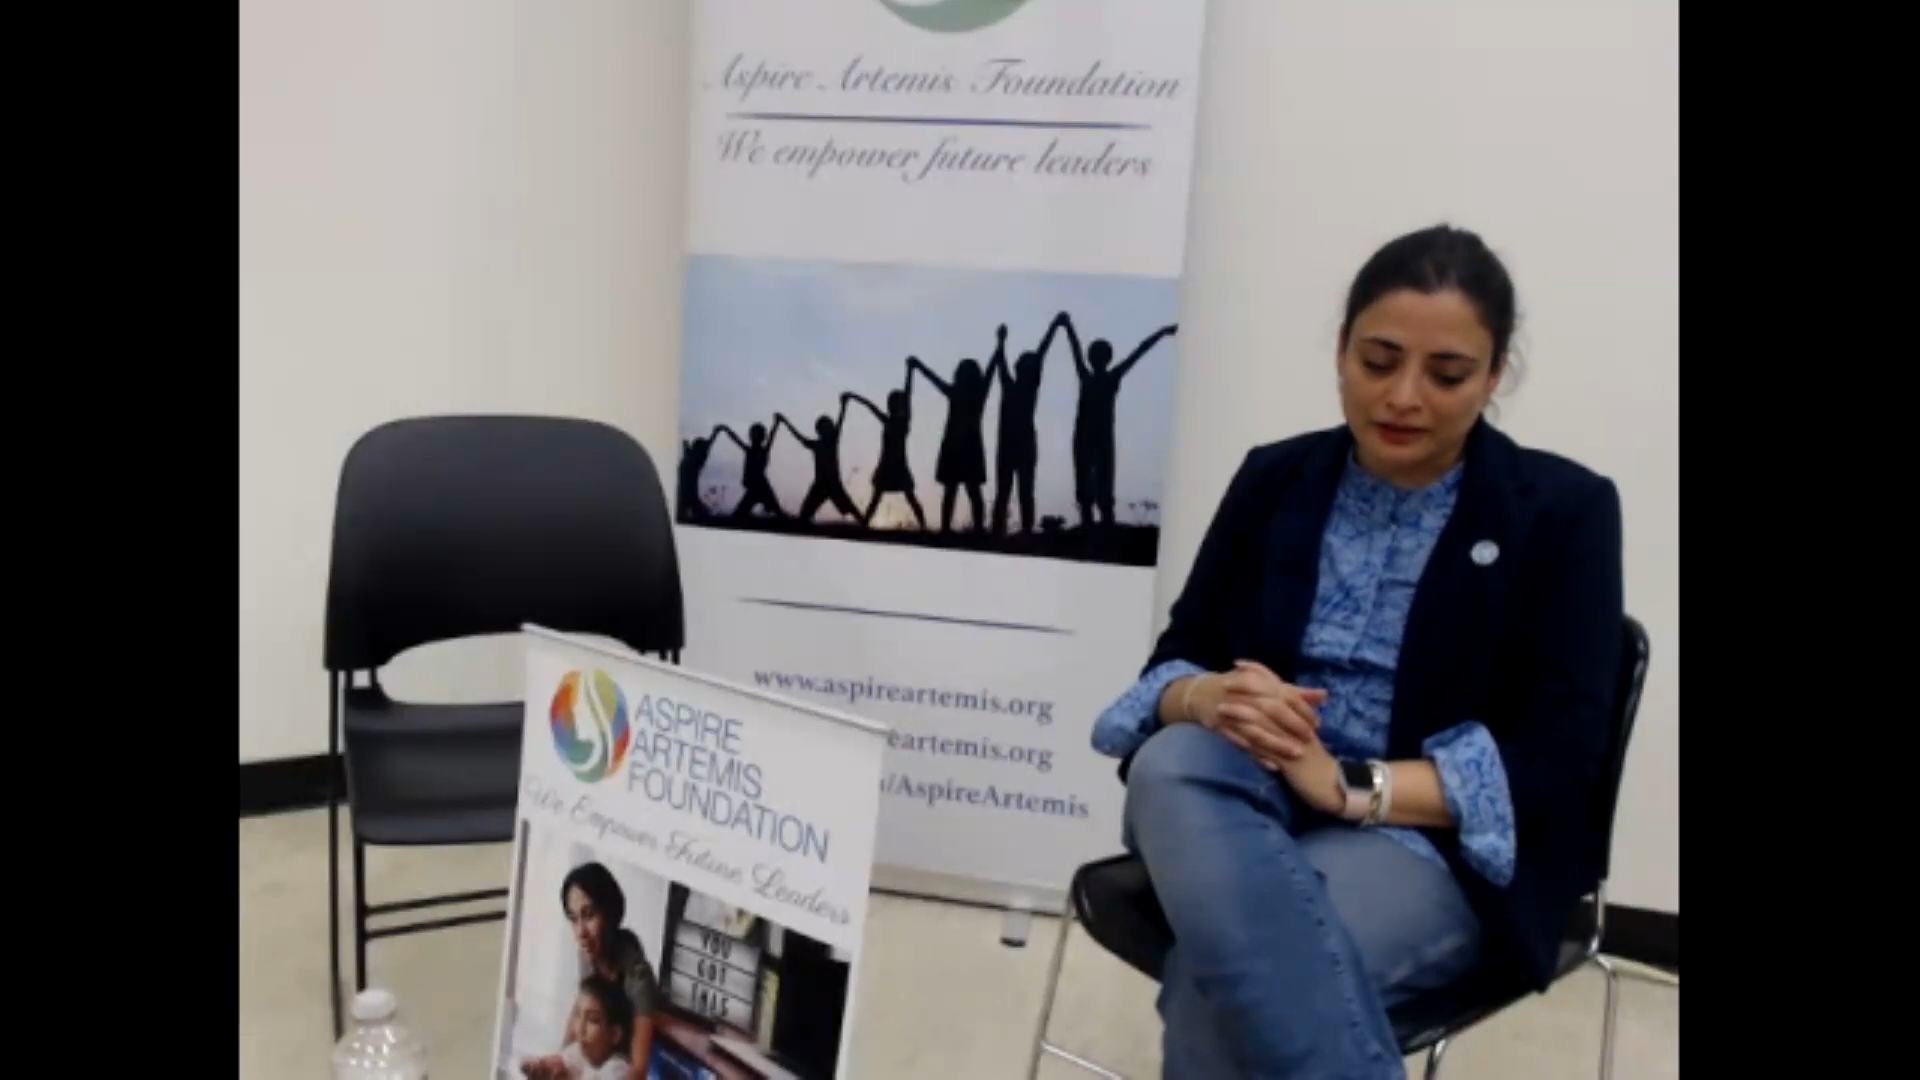 Aspire Artemis Foundation
We empower future leaders
www.aspireartemis.org
eartemis.org
/AspireArtemis
ASPIRE
ARTEMIS
FOUNDATION
We Empower Future Leaders
YOU
GOT
THIS